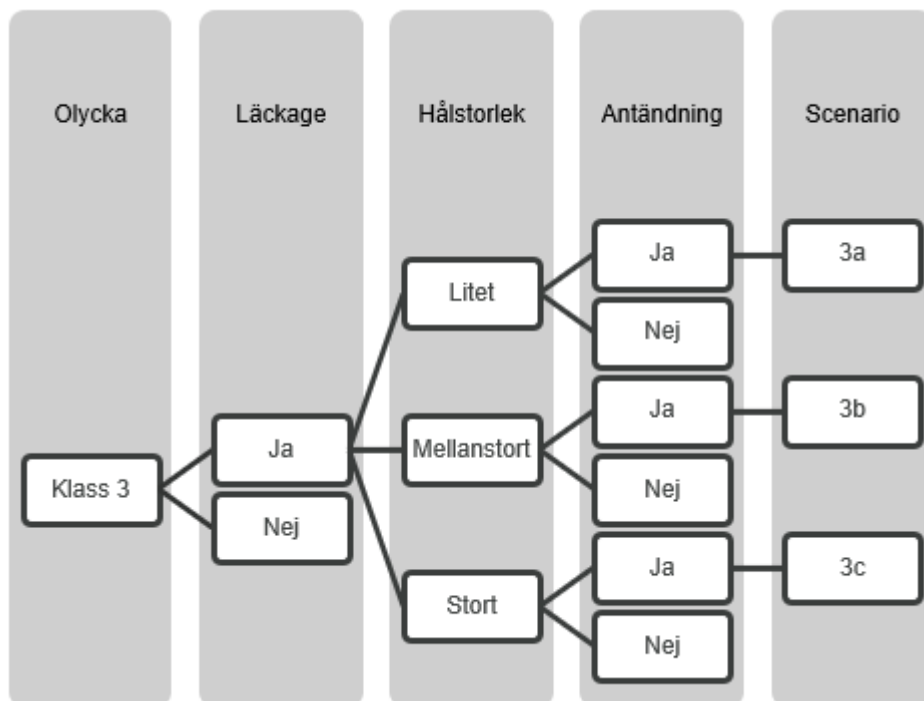 Olycka
Läckage
Hålstorlek
Antändning
Scenario
Ja
3a
Litet
Nej
Ja
3b
Ja
Mellanstort
Klass 3
Nej
Nej
Ja
3c
Stort
Nej